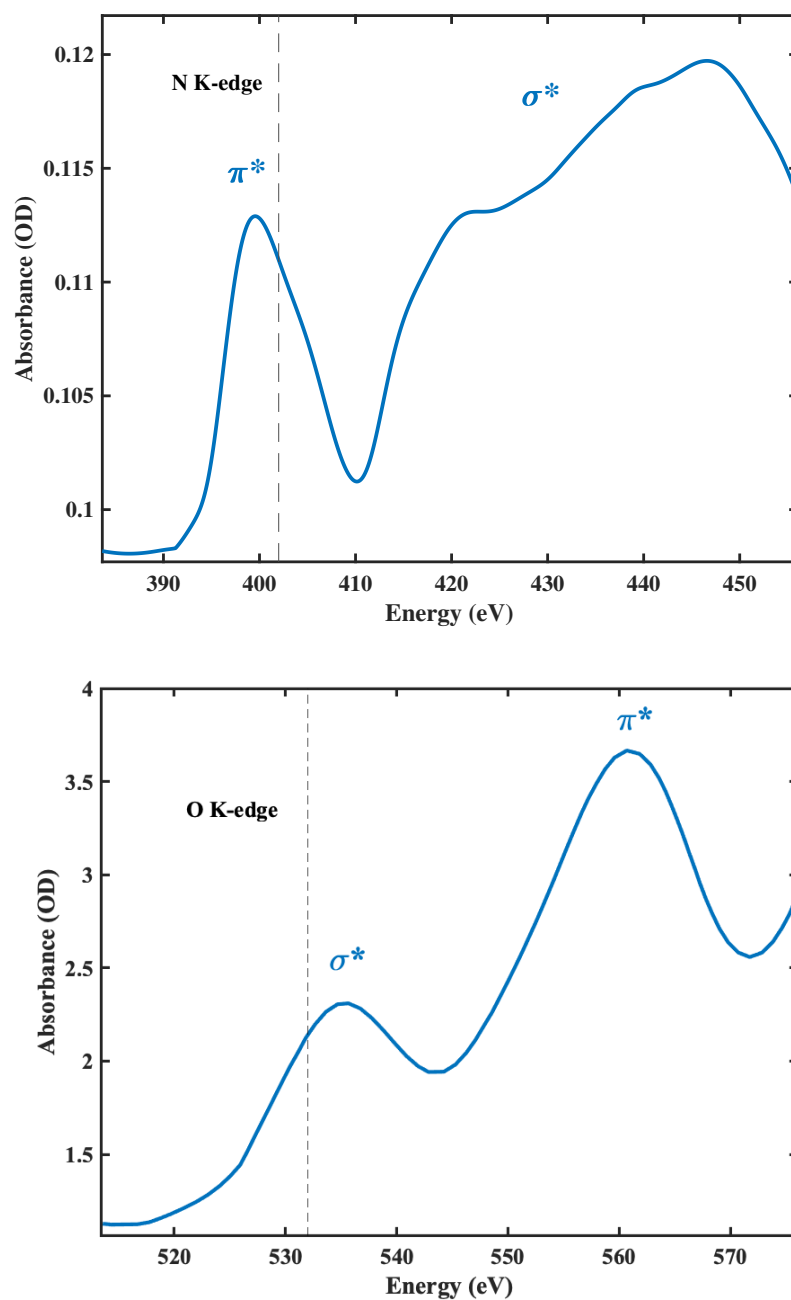 N K-edge
σ*
π*
Absorbance (OD)
0.12
0.115
0.11
0.105
0.1
390 400 410 420 430 440 450
Energy (eV)
π*
O K-edge
σ*
Absorbance (OD)
4
3.5
3
2.5
2
1.5
520 530 540 550 560 570
Energy (eV)